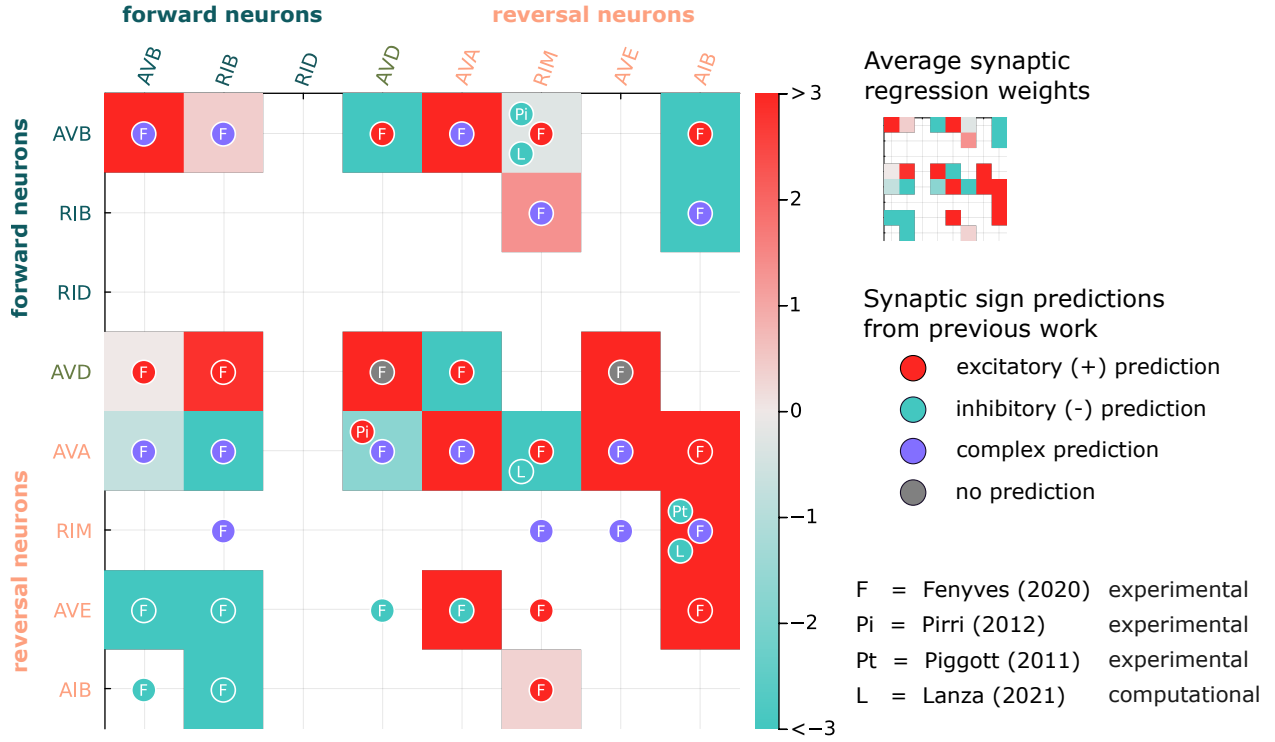 forward neurons
reversal neurons
AVB RIB RID AVD AVA RIM AVE AIB
forward neurons
reversal neurons
AVB
F F F F Pi F L F
RIB
F F
RID
AVD
F F F F F
AVA
F F Pi F F F L F F
RIM
F F F Pt F L
AVE
F F F F F F
AIB
F F F
> 3
2
1
0
−1
−2
<−3
Average synaptic
regression weights
Synaptic sign predictions
from previous work
excitatory (+) prediction
inhibitory (-) prediction
complex prediction
no prediction
F = Fenyves (2020) experimental
Pi = Pirri (2012) experimental
Pt = Piggott (2011) experimental
L = Lanza (2021) computational